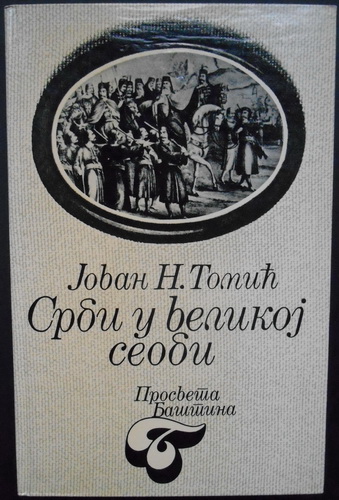 Јован Н. Томић
Срби у великој
сеоби
Просвета
Баштина